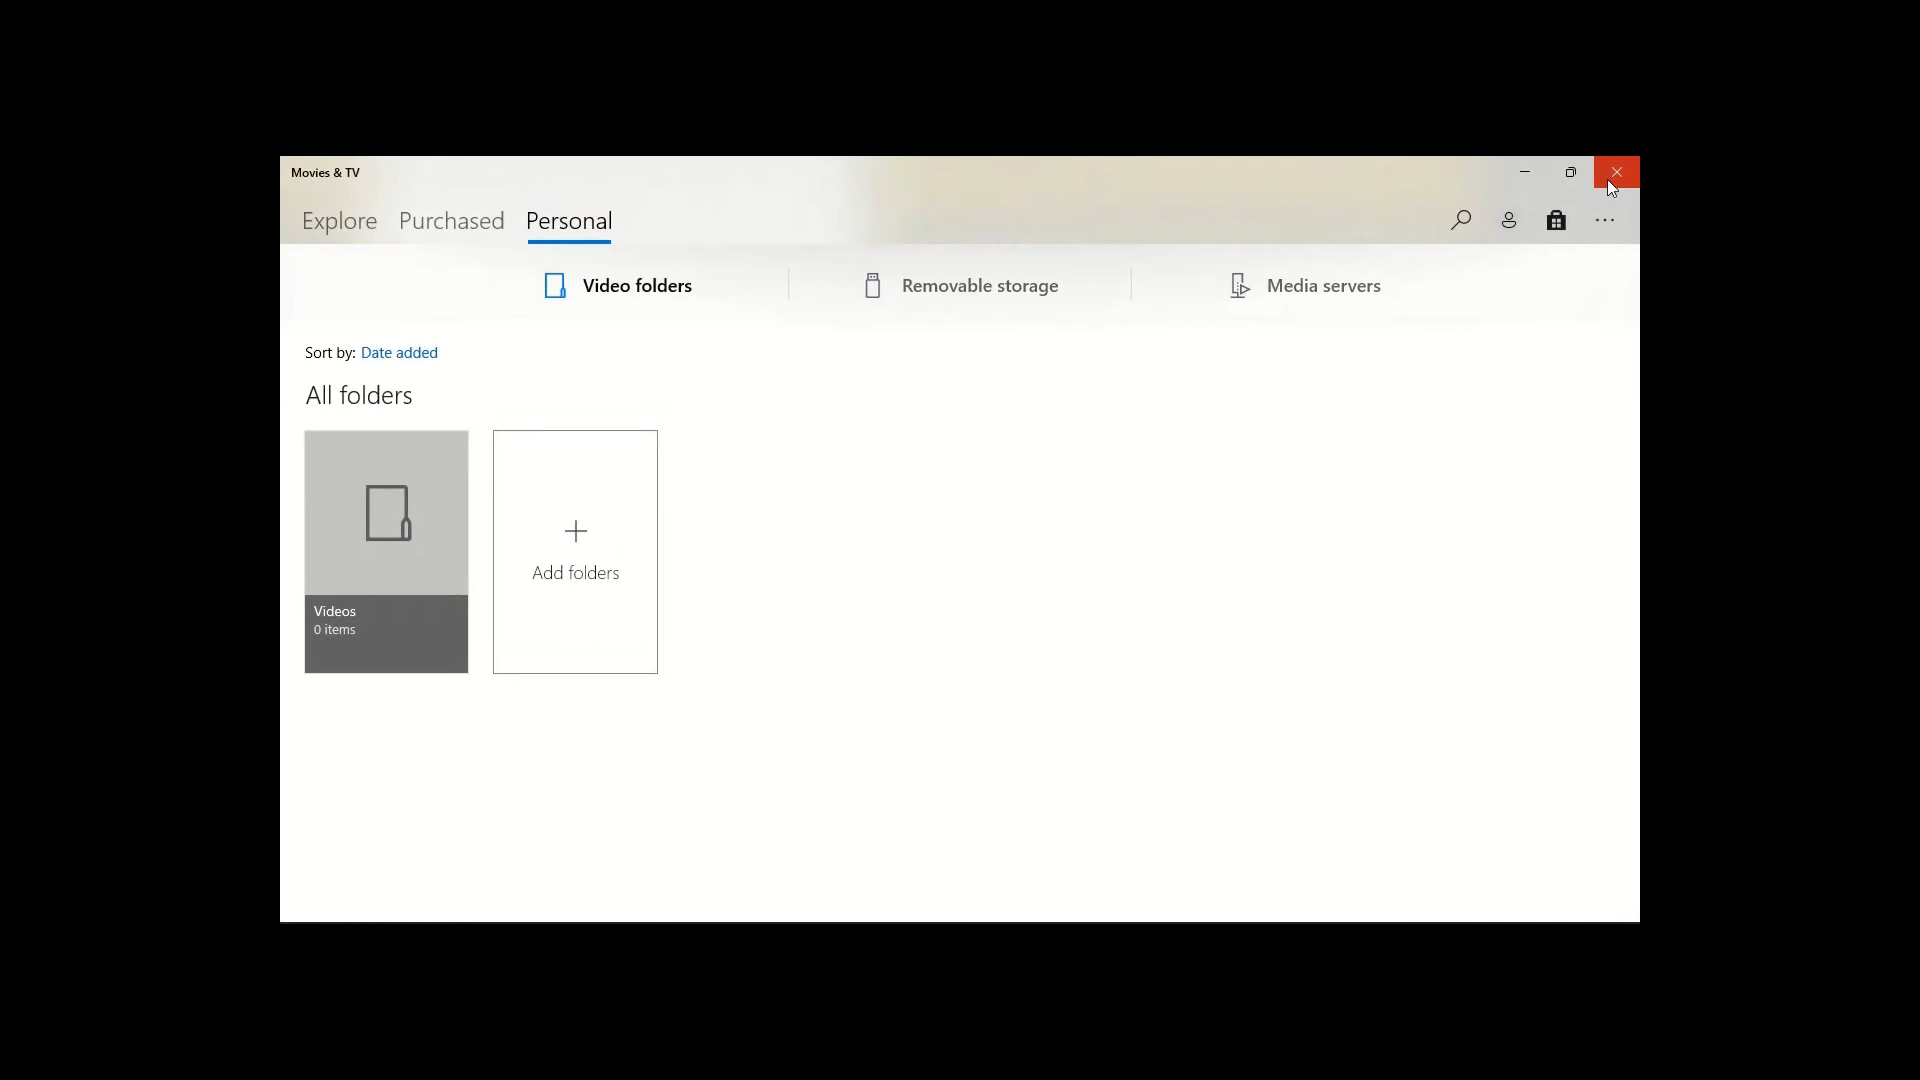 Movies & TV
Explore Purchased Personal
Video folders
Removable storage
Media servers
Sort by: Date added
All folders
Videos
0 items
Add folders